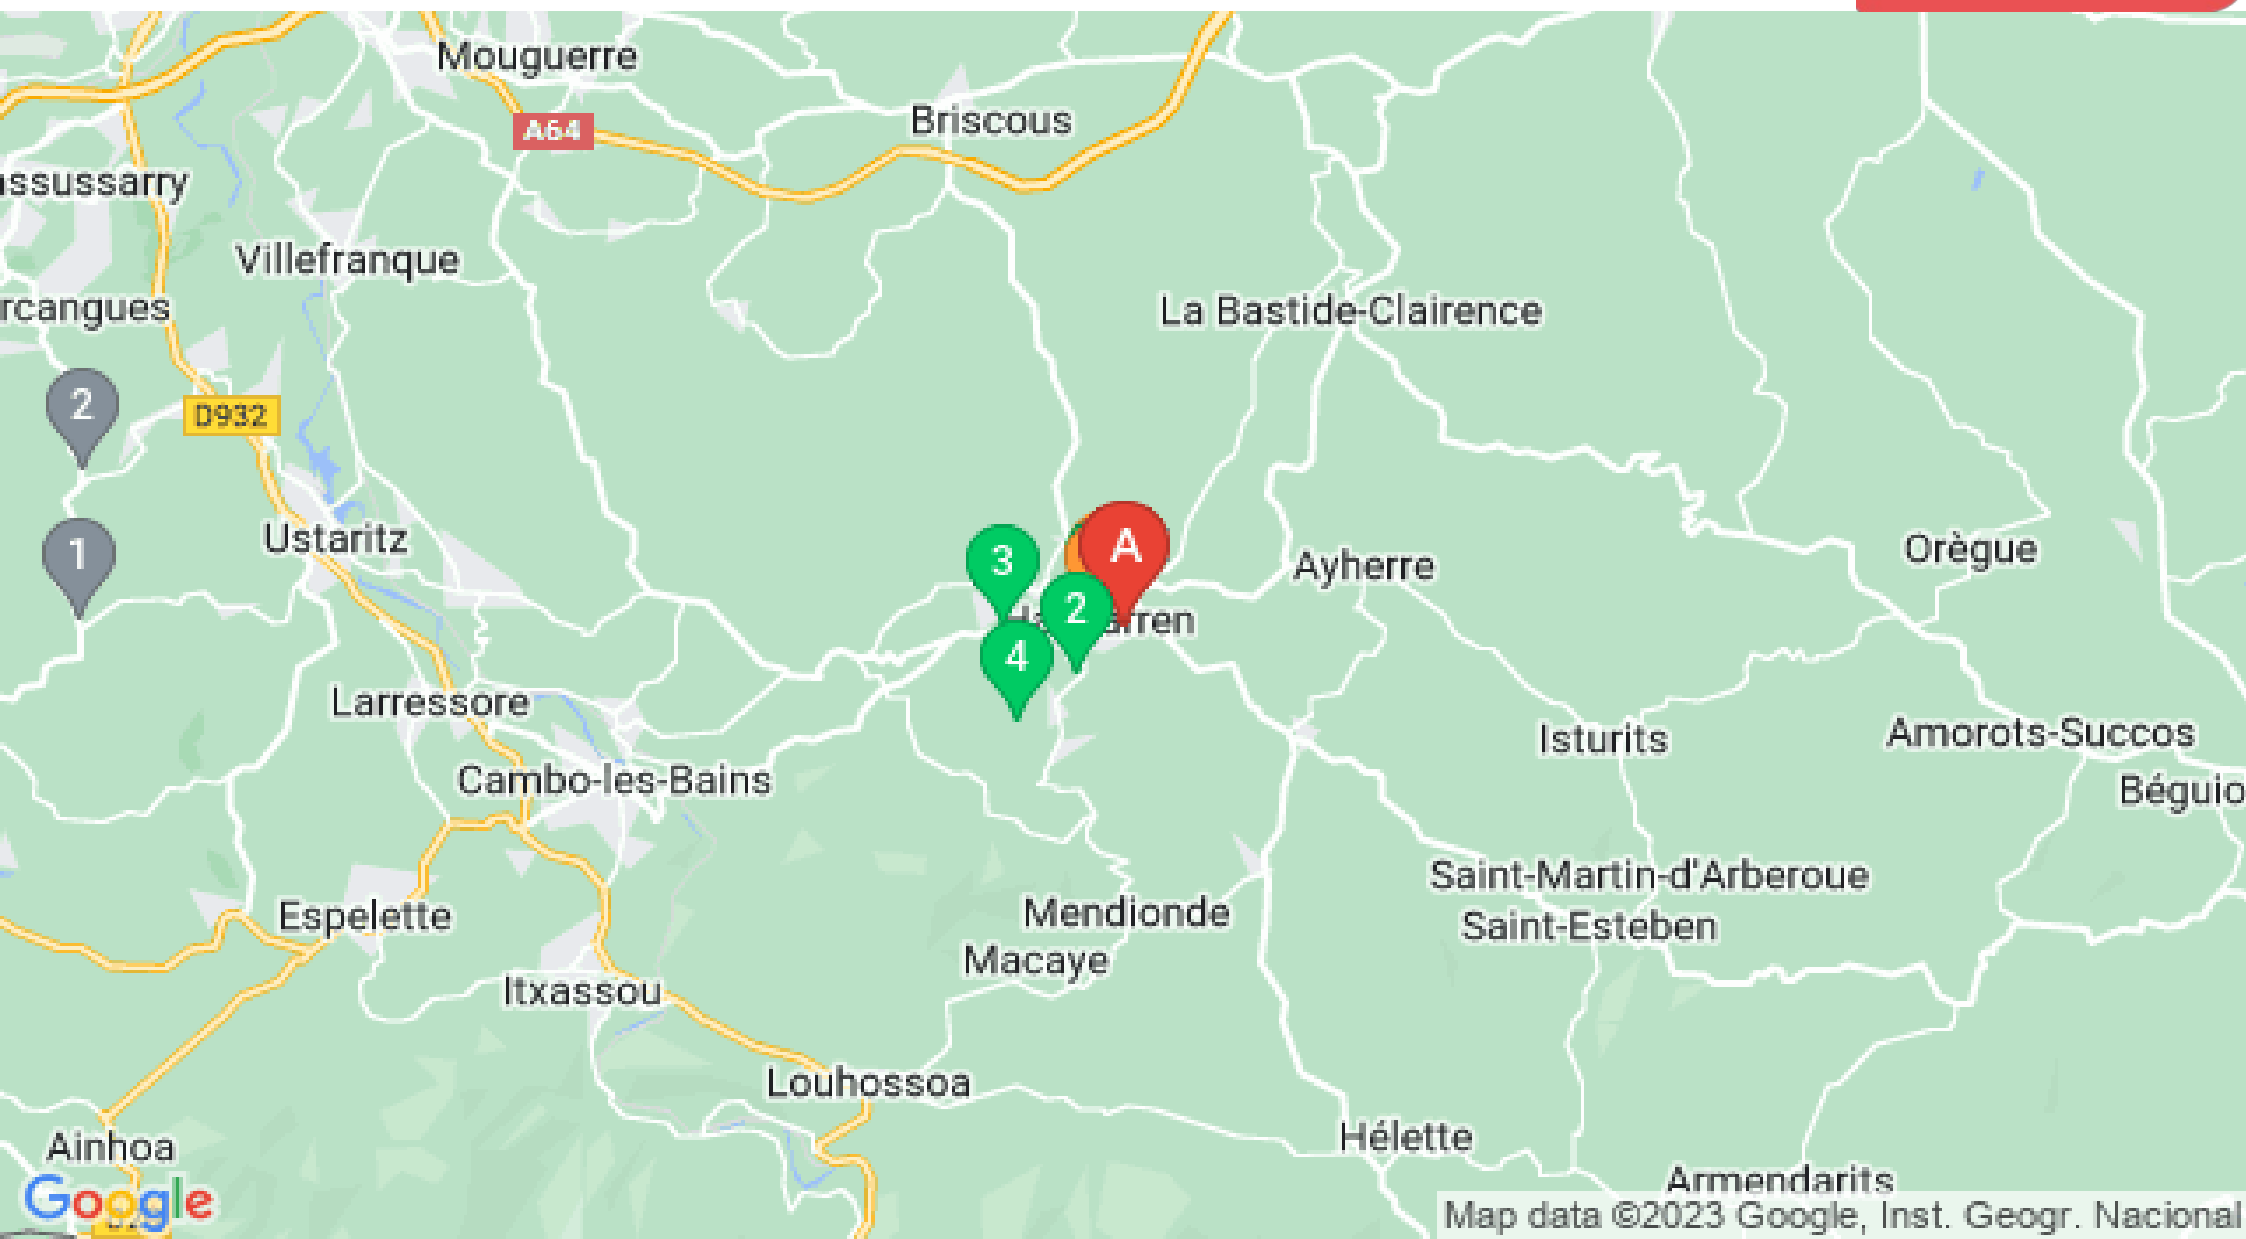 Mouguerre
Briscous
A64
ssussarry
Villefranque
rcangues
La Bastide-Clairence
2
D932
A
Ustaritz
1
3
Ayherre
Orègue
2
arren
4
Larressore
Isturits
Amorots-Succos
Cambo-les-Bains
Béguio
Saint-Martin-d'Arberoue
Espelette
Mendionde
Saint-Esteben
Macaye
Itxassou
Louhossoa
Hélette
Ainhoa
Armendarits
Google
Map data ©2023 Google, Inst. Geogr. Nacional